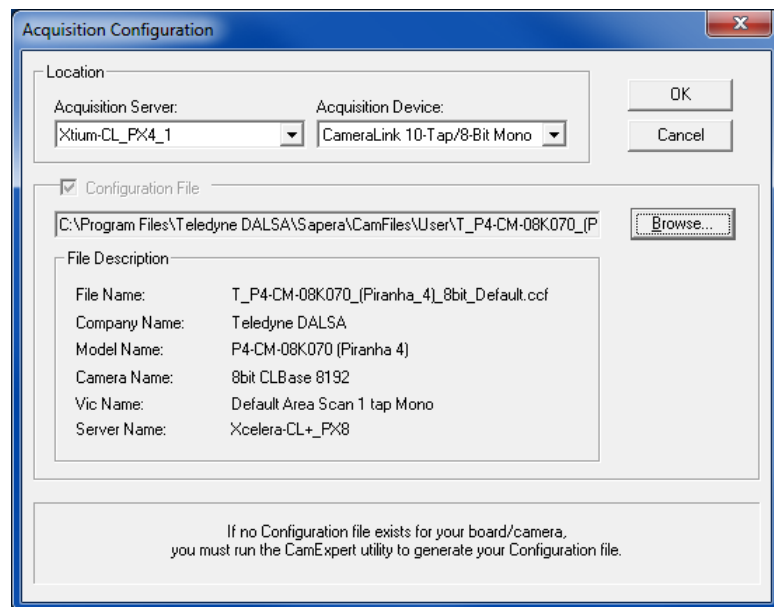 Acquisition Configuration
Location
Acquisition Server:
Acquisition Device:
Xtium-CL_PX4_1
CameraLink 10-Tap/8-Bit Mono
OK
Cancel
Configuration File
C:\Program Files\Teledyne DALSA\Sapera\CamFiles\User\T_P4-CM-08K070_(P
Browse...
File Description
File Name: T_P4-CM-08K070_(Piranha_4)_8bit_Default.ccf
Company Name: Teledyne DALSA
Model Name: P4-CM-08K070 (Piranha 4)
Camera Name: 8bit CLBase 8192
Vic Name: Default Area Scan 1 tap Mono
Server Name: Xcelera-CL+_PX8
If no Configuration file exists for your board/camera,
you must run the CamExpert utility to generate your Configuration file.